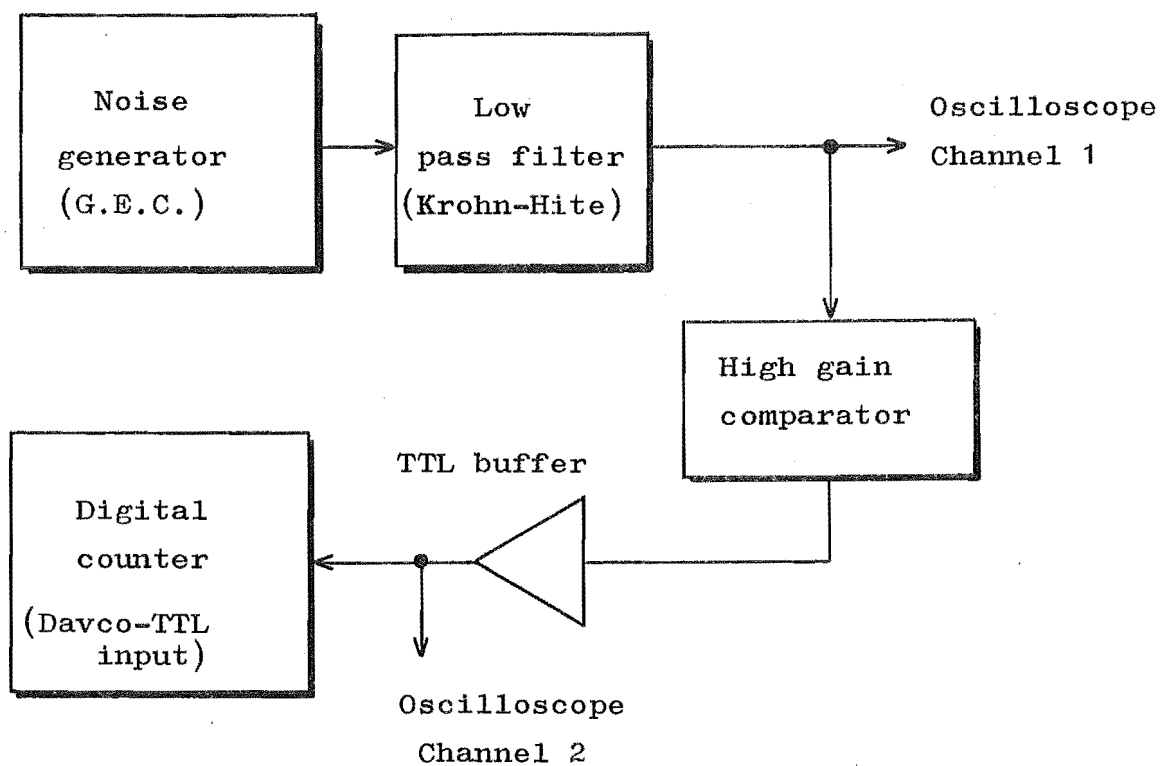 Noise
generator
(G.E.C.)
Low
pass filter
(Krohn-Hite)
Oscilloscope
Channel 1
High gain
comparator
TTL buffer
Digital
counter
(Davco-TTL
input)
Oscilloscope
Channel 2